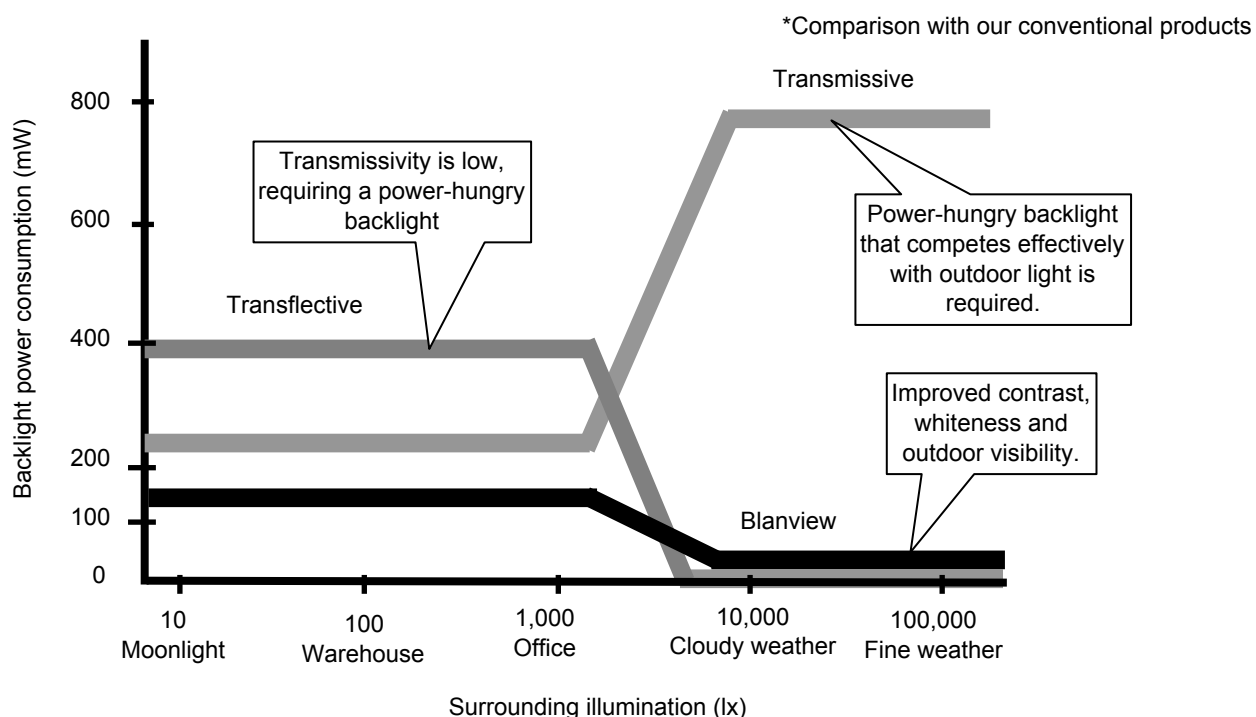 *Comparison with our conventional products
Transmissive
800
Transmissivity is low,
requiring a power-hungry
backlight
Power-hungry backlight
that competes effectively
with outdoor light is
required.
600
Backlight power consumption (mW)
Transflective
400
Improved contrast,
whiteness and
outdoor visibility.
200
100
Blanview
0
10
Moonlight
100
Warehouse
1,000
Office
10,000
Cloudy weather
100,000
Fine weather
Surrounding illumination (lx)